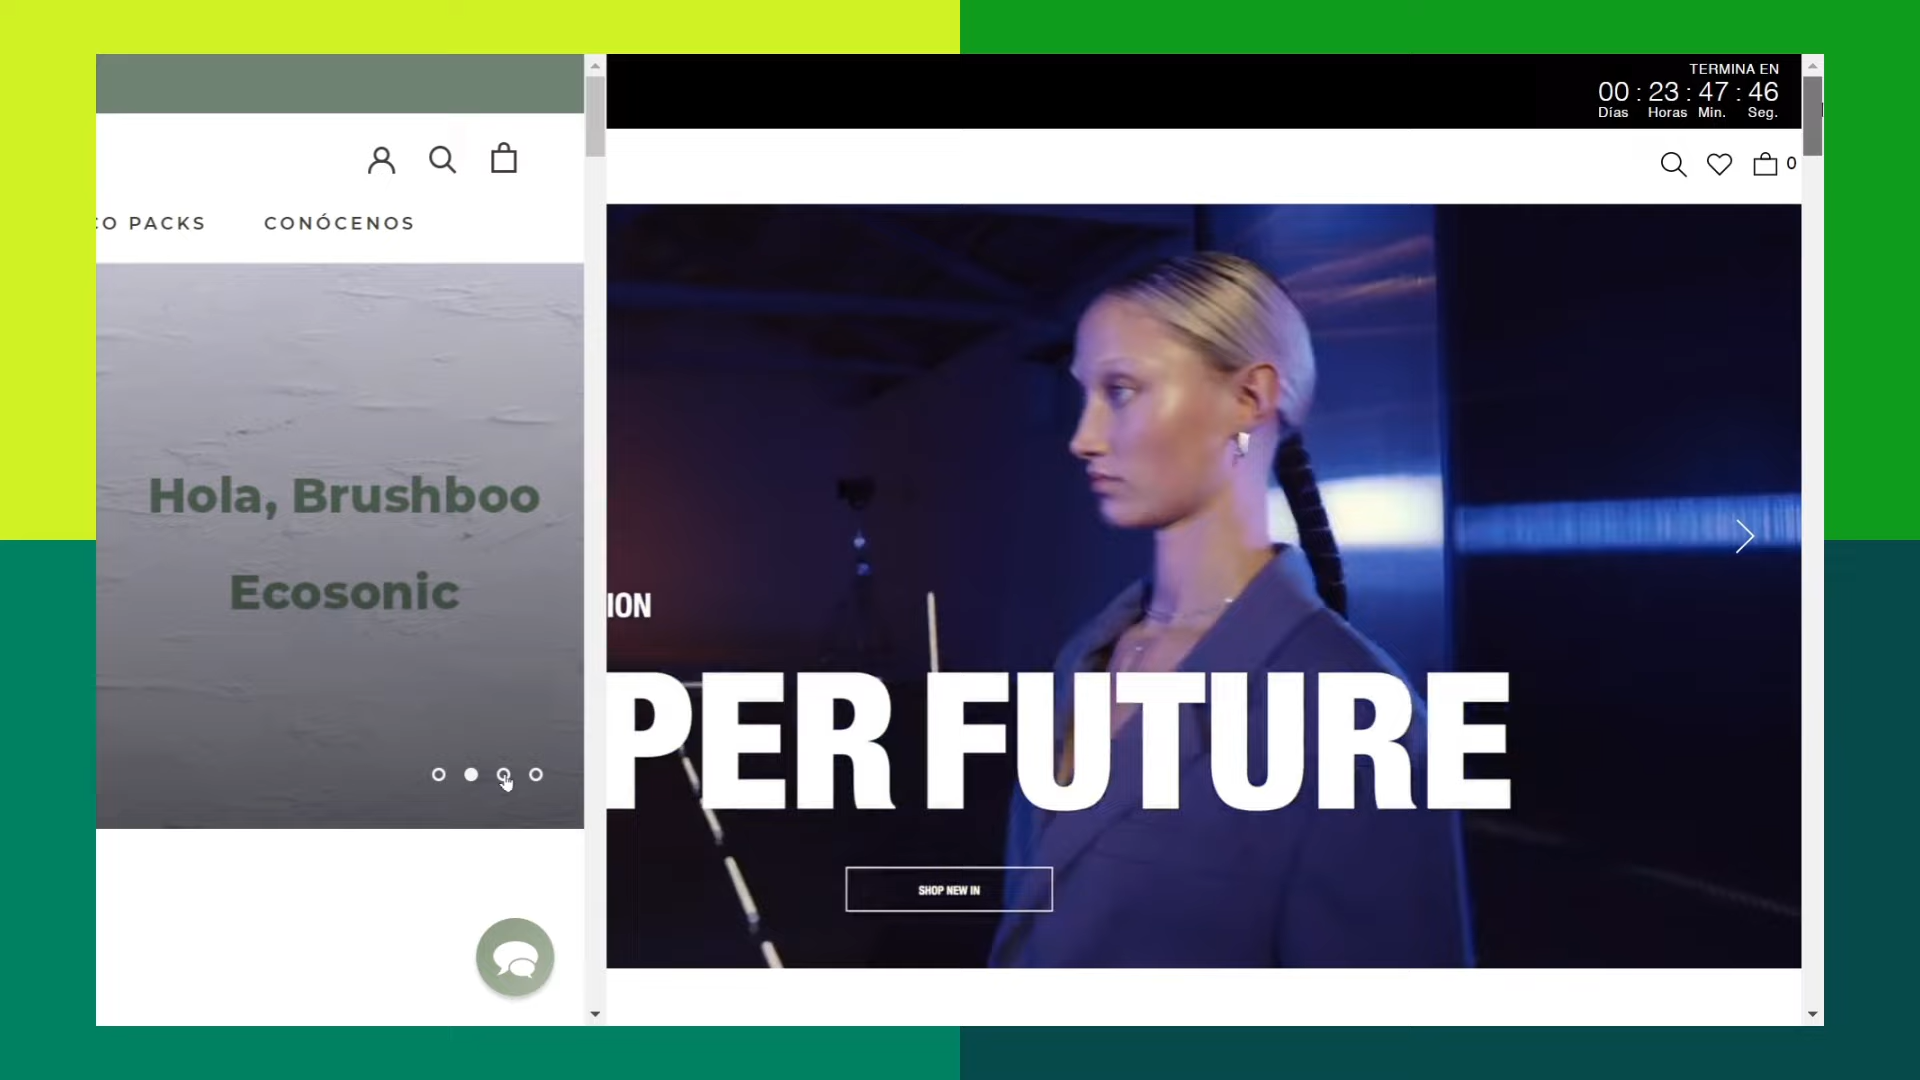 TERMINA EN
00 : 23 : 47 : 46
Días Horas Min. Seg.
0
CO PACKS CONÓCENOS
Hola, Brushboo
Ecosonic
ION
PER FUTURE
SHOP NEW IN